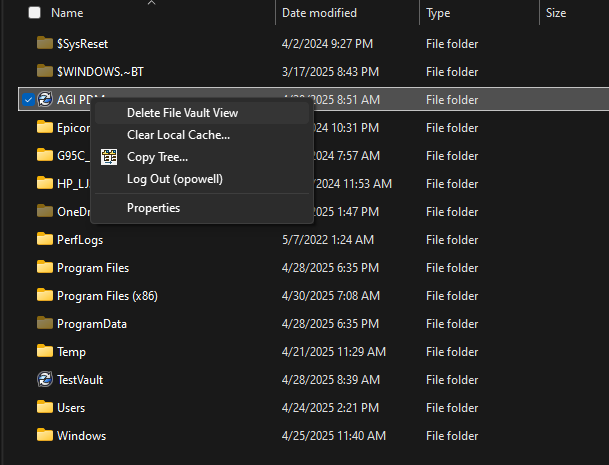 Name Date modified Type Size
$SysReset 4/2/2024 9:27 PM File folder
$WINDOWS.~BT 3/17/2025 8:43 PM File folder
AGI PDM 2025 8:51 AM File folder
Delete File Vault View
Epicor 2024 10:31 PM File folder
Clear Local Cache...
G95C_ 2024 7:57 AM File folder
Copy Tree...
HP_LJ 2024 11:53 AM File folder
Log Out (opowell)
OneDr 2025 1:47 PM File folder
Properties
PerfLogs 5/7/2022 1:24 AM File folder
Program Files 4/28/2025 6:35 PM File folder
Program Files (x86) 4/30/2025 7:08 AM File folder
ProgramData 4/28/2025 6:35 PM File folder
Temp 4/21/2025 11:29 AM File folder
TestVault 4/28/2025 8:39 AM File folder
Users 4/24/2025 2:21 PM File folder
Windows 4/25/2025 11:40 AM File folder